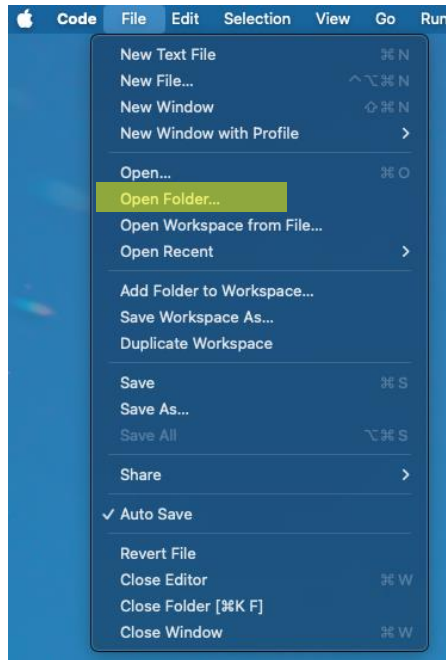 Code File Edit Selection View Go Run
New Text File ⌘ N
New File... ⌃⌥⌘ N
New Window ⇧⌘ N
New Window with Profile >
Open... ⌘ O
Open Folder...
Open Workspace from File...
Open Recent >
Add Folder to Workspace...
Save Workspace As...
Duplicate Workspace
Save ⌘ S
Save As...
Save All ⌥⌘ S
Share >
✓ Auto Save
Revert File
Close Editor ⌘ W
Close Folder [⌘K F]
Close Window ⌘ W